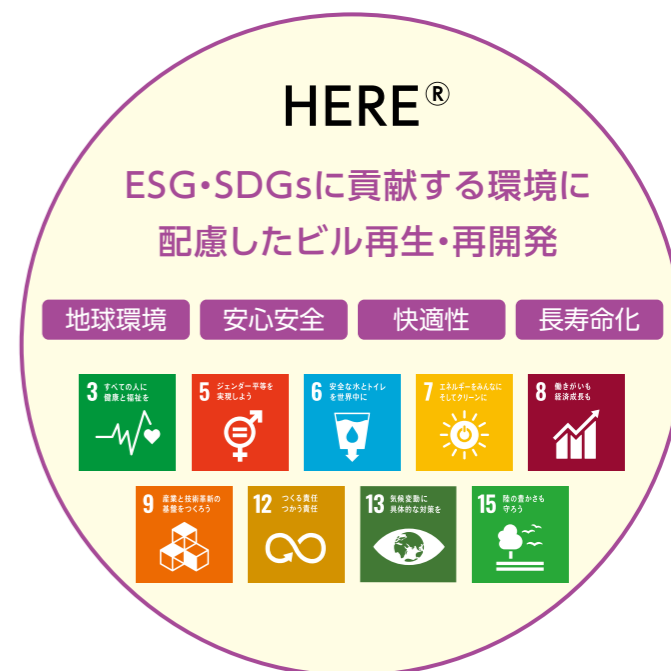 HERE®
ESG・SDGsに貢献する環境に
配慮したビル再生・再開発
地球環境 安心安全 快適性 長寿命化
3 すべての人に
健康と福祉を
5 ジェンダー平等を
実現しよう
6 安全な水とトイレ
を世界中に
7 エネルギーをみんなに
そしてクリーンに
8 働きがいも
経済成長も
9 産業と技術革新の
基盤をつくろう
12 つくる責任
つかう責任
13 気候変動に
具体的な対策を
15 陸の豊かさも
守ろう